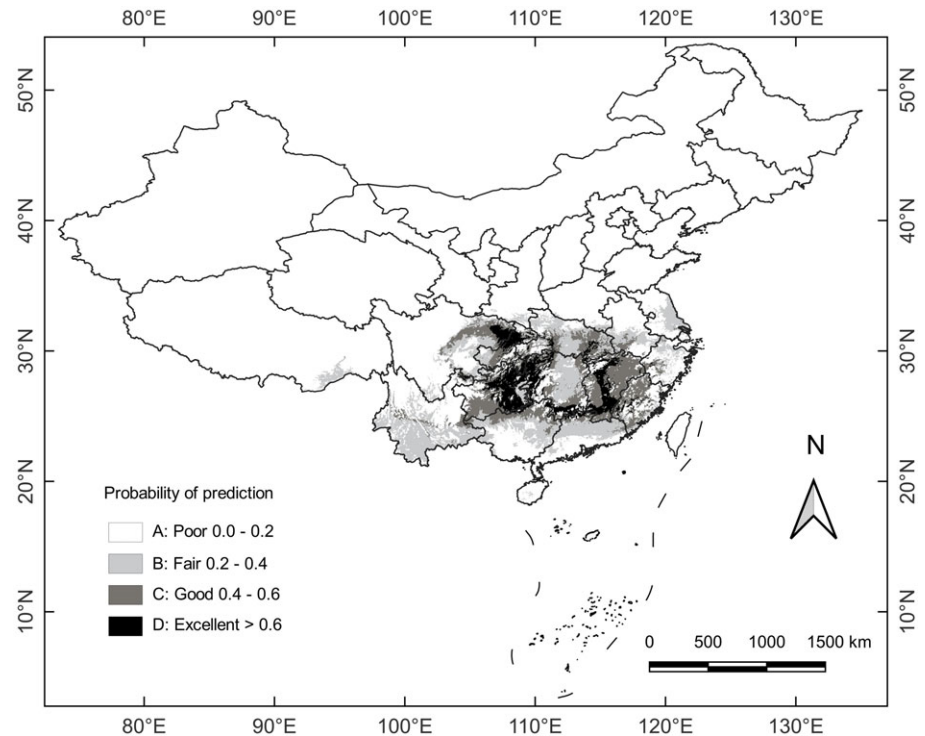 80°E 90°E 100°E 110°E 120°E 130°E
50°N 50°N
40°N 40°N
30°N 30°N
20°N 20°N
10°N 10°N
N
Probability of prediction
A: Poor 0.0 - 0.2
B: Fair 0.2 - 0.4
C: Good 0.4 - 0.6
D: Excellent > 0.6
0 500 1000 1500 km
80°E 90°E 100°E 110°E 120°E 130°E